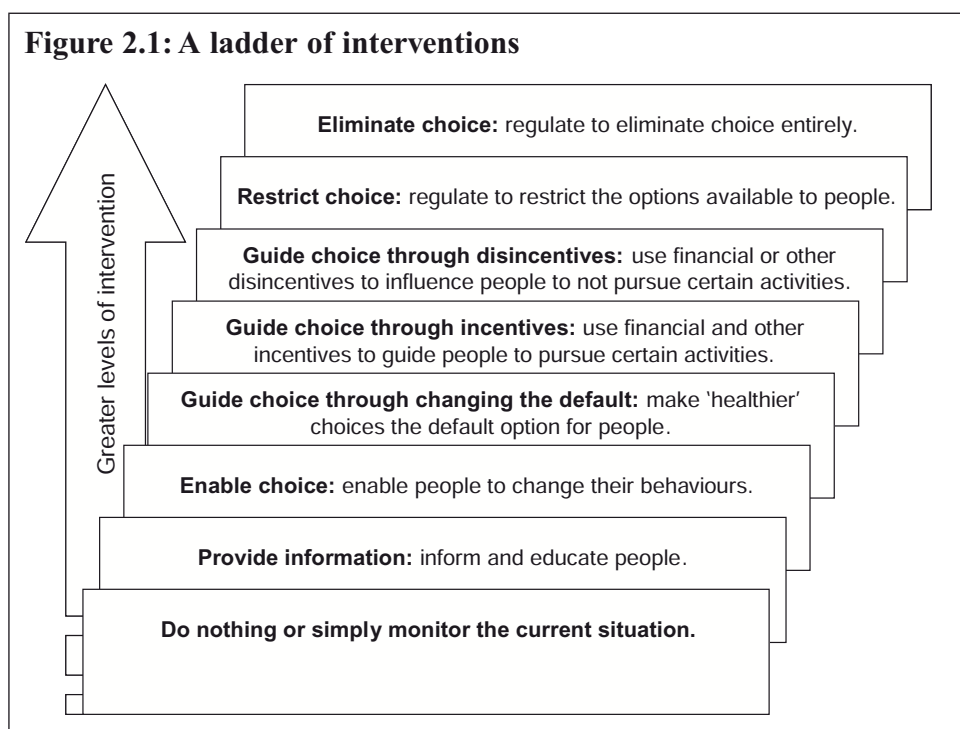 Figure 2.1: A ladder of interventions
Eliminate choice: regulate to eliminate choice entirely.
Restrict choice: regulate to restrict the options available to people.
Guide choice through disincentives: use financial or other
disincentives to influence people to not pursue certain activities.
Guide choice through incentives: use financial and other
incentives to guide people to pursue certain activities.
Guide choice through changing the default: make ‘healthier’
choices the default option for people.
Enable choice: enable people to change their behaviours.
Provide information: inform and educate people.
Do nothing or simply monitor the current situation.
Greater levels of intervention